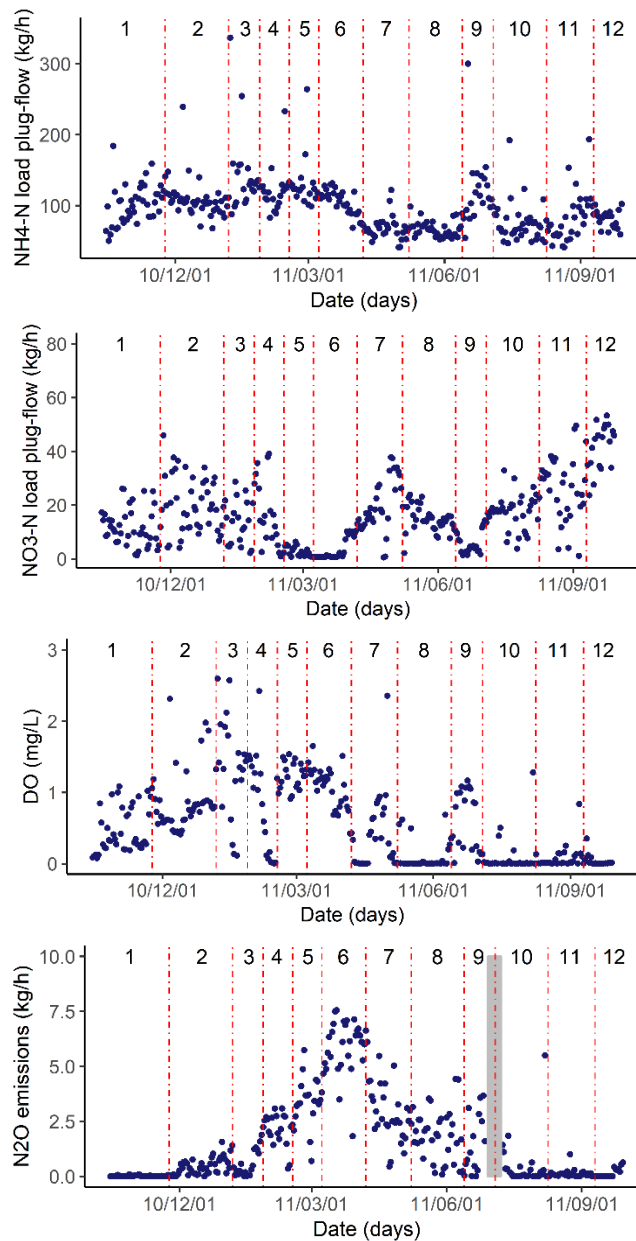 1 2 3 4 5 6 7 8 9 10 11 12
300
200
100
NH4-N load plug-flow (kg/h)
10/12/01 11/03/01 11/06/01 11/09/01
Date (days)
1 2 3 4 5 6 7 8 9 10 11 12
80
60
40
20
0
NO3-N load plug-flow (kg/h)
10/12/01 11/03/01 11/06/01 11/09/01
Date (days)
1 2 3 4 5 6 7 8 9 10 11 12
3
2
1
0
DO (mg/L)
10/12/01 11/03/01 11/06/01 11/09/01
Date (days)
1 2 3 4 5 6 7 8 9 10 11 12
10.0
7.5
5.0
2.5
0.0
N2O emissions (kg/h)
10/12/01 11/03/01 11/06/01 11/09/01
Date (days)